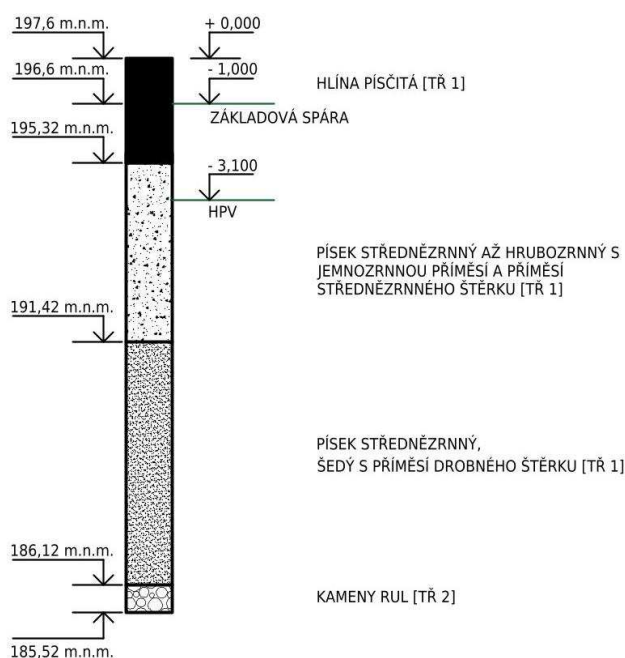 197,6 m.n.m.
+ 0,000
196,6 m.n.m.
- 1,000
HLÍNA PÍSČITÁ [TŘ 1]
ZÁKLADOVÁ SPÁRA
195,32 m.n.m.
- 3,100
HPV
PÍSEK STŘEDNĚZRNNÝ AŽ HRUBOZRNNÝ S
JEMNOZRNNOU PŘÍMĚSÍ A PŘÍMĚSÍ
STŘEDNĚZRNNÉHO ŠTĚRKU [TŘ 1]
191,42 m.n.m.
PÍSEK STŘEDNĚZRNNÝ,
ŠEDÝ S PŘÍMĚSÍ DROBNÉHO ŠTĚRKU [TŘ 1]
186,12 m.n.m.
KAMENY RUL [TŘ 2]
185,52 m.n.m.